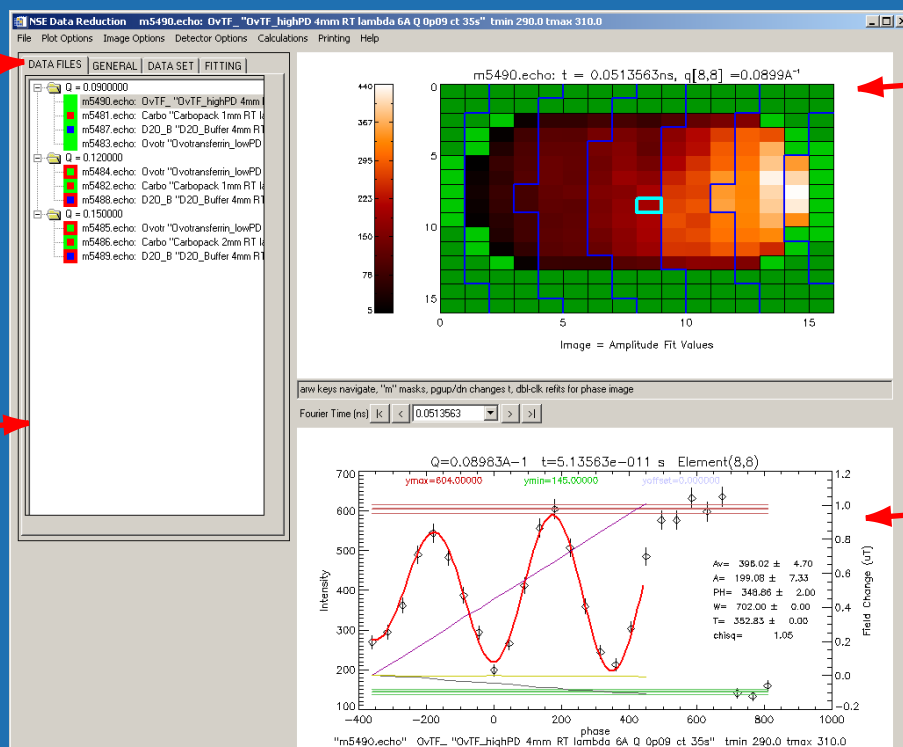 NSE Data Reduction m5490.echo: OvTF_ "OvTF_highPD 4mm RT lambda 6A Q 0p09 ct 35s" tmin 290.0 tmax 310.0
File Plot Options Image Options Detector Options Calculations Printing Help
DATA FILES GENERAL DATA SET FITTING
Q = 0.0900000
m5490.echo: OvTF_ "OvTF_highPD 4mm
m5481.echo: Carbo "Carbopack 1mm RT la
m5487.echo: D2O_B "D2O_Buffer 4mm RT
m5483.echo: Ovotr "Ovotransferrin_lowPD
Q = 0.120000
m5484.echo: Ovotr "Ovotransferrin_lowPD
m5482.echo: Carbo "Carbopack 1mm RT la
m5488.echo: D2O_B "D2O_Buffer 4mm RT
Q = 0.150000
m5485.echo: Ovotr "Ovotransferrin_lowPD
m5486.echo: Carbo "Carbopack 2mm RT la
m5489.echo: D2O_B "D2O_Buffer 4mm RT
m5490.echo: t = 0.0513563ns, q[8,8] =0.0899A⁻¹
440
367
295
223
150
78
5
0
5
10
15
0 5 10 15
Image = Amplitude Fit Values
arw keys navigate, "m" masks, pgup/dn changes t, dbl-clk refits for phase image
Fourier Time (ns) |< < 0.0513563 > >|
Q=0.08983A-1 t=5.13563e-011 s Element(8,8)
ymax=604.00000 ymin=145.00000 yoffset=0.000000
700
600
500
400
300
200
100
Intensity
1.2
1.0
0.8
0.6
0.4
0.2
0.0
-0.2
Field Change (uT)
Av= 396.02 ± 4.70
A= 199.08 ± 7.33
PH= 348.86 ± 2.00
W= 702.00 ± 0.00
T= 352.83 ± 0.00
chisq= 1.05
-400 -200 0 200 400 600 800 1000
phase
"m5490.echo" OvTF_ "OvTF_highPD 4mm RT lambda 6A Q 0p09 ct 35s" tmin 290.0 tmax 310.0